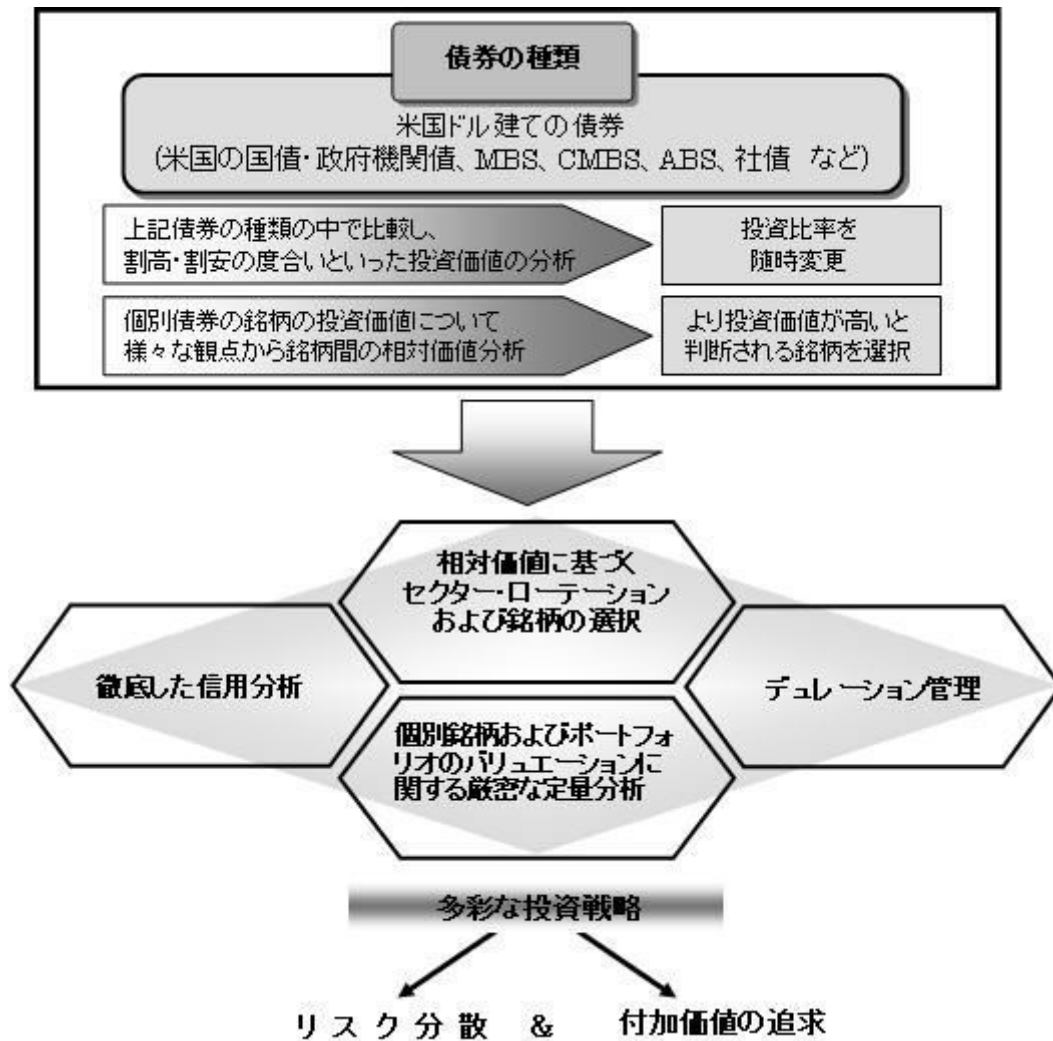 債券の種類
米国ドル建ての債券
(米国の国債・政府機関債、MBS、CMBS、ABS、社債 など)
上記債券の種類の中で比較し、
割高・割安の度合いといった投資価値の分析
投資比率を
随時変更
個別債券の銘柄の投資価値について
様々な観点から銘柄間の相対価値分析
より投資価値が高いと
判断される銘柄を選択
相対価値に基づく
セクター・ローテーション
および銘柄の選択
徹底した信用分析
デュレーション管理
個別銘柄およびポートフォ
リオのバリュエーションに
関する厳密な定量分析
多彩な投資戦略
リスク分散 & 付加価値の追求